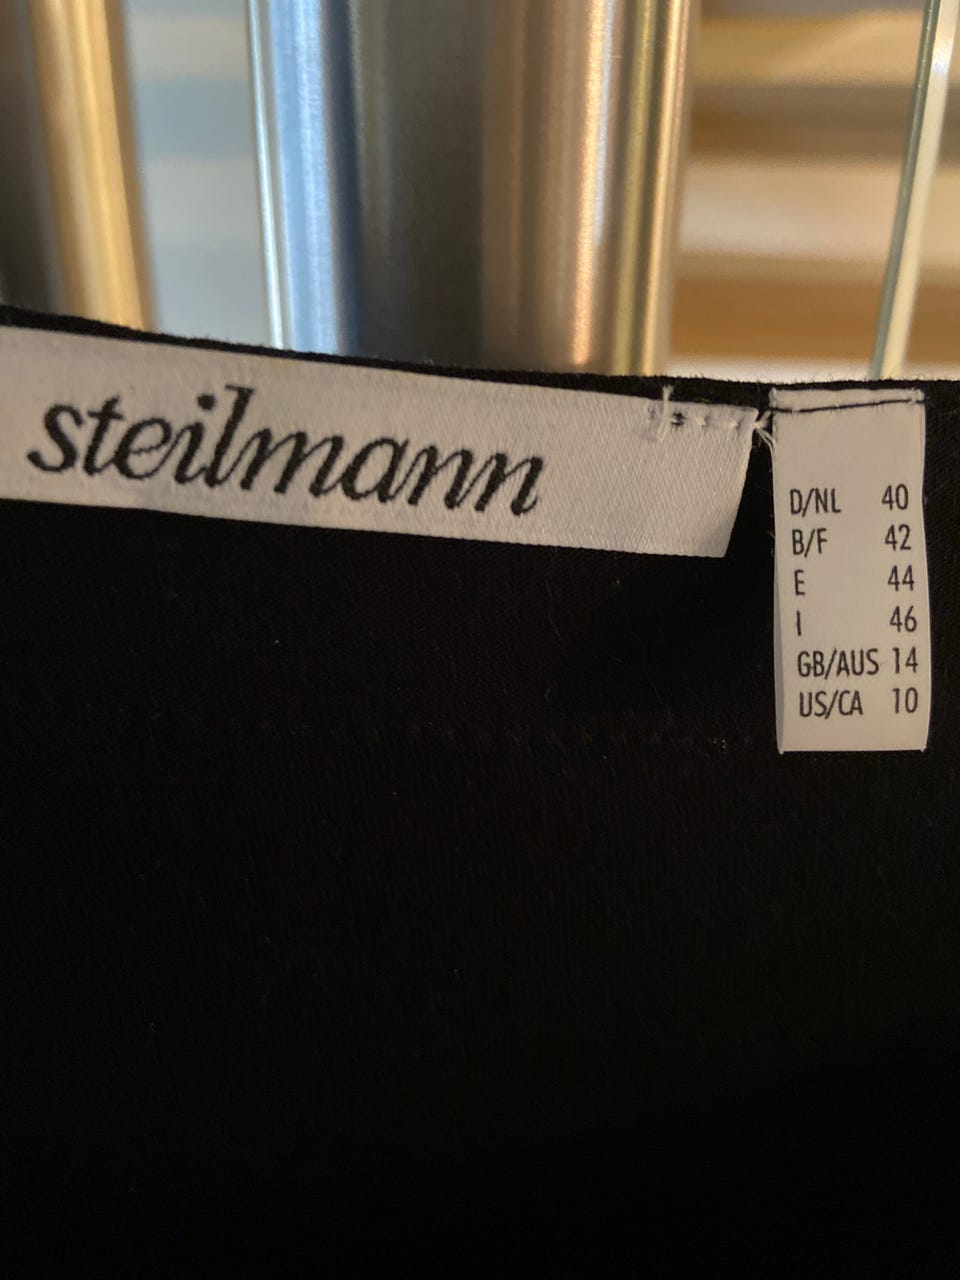 steilmann
D/NL 40
B/F 42
E 44
I 46
GB/AUS 14
US/CA 10